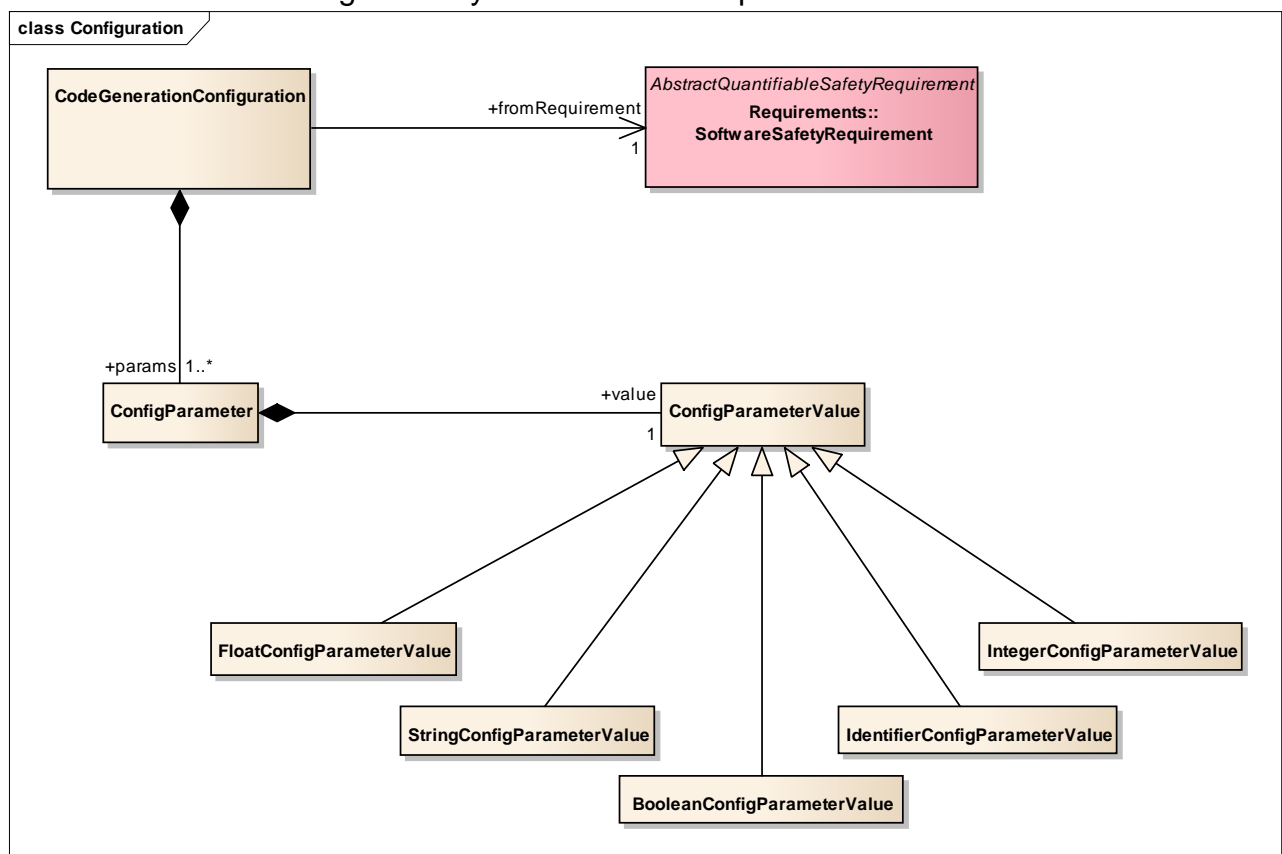 class Configuration
CodeGenerationConfiguration
+fromRequirement
1
AbstractQuantifiableSafetyRequirement
Requirements::
SoftwareSafetyRequirement
+params 1..*
ConfigParameter
+value
1
ConfigParameterValue
FloatConfigParameterValue
IntegerConfigParameterValue
StringConfigParameterValue
IdentifierConfigParameterValue
BooleanConfigParameterValue